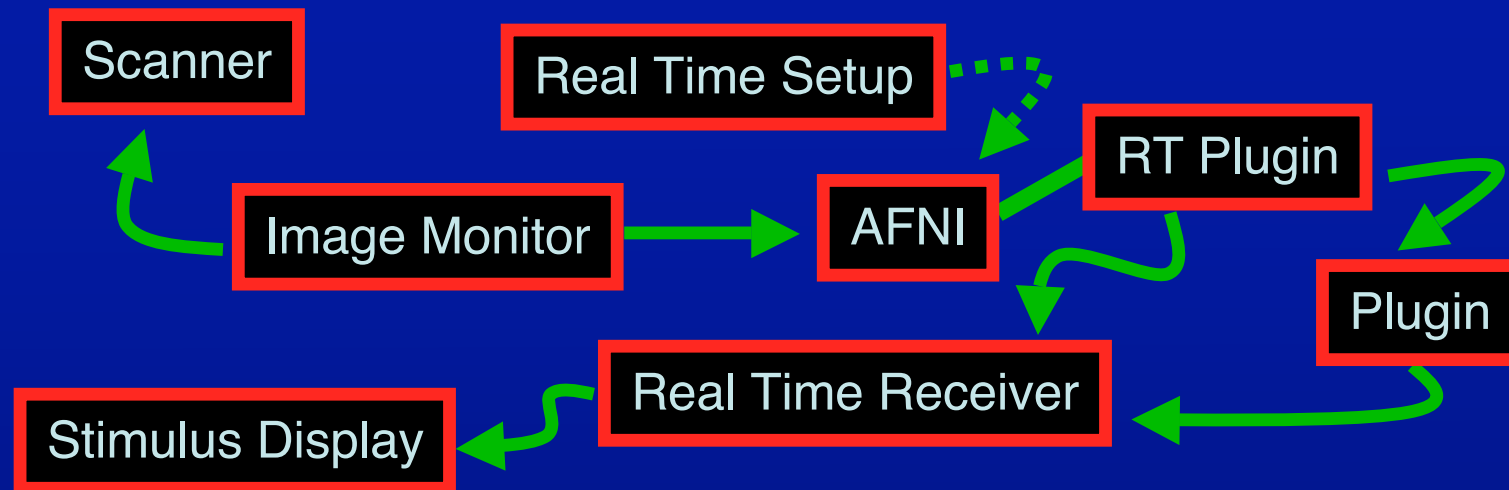 Scanner
Real Time Setup
RT Plugin
Image Monitor
AFNI
Plugin
Real Time Receiver
Stimulus Display